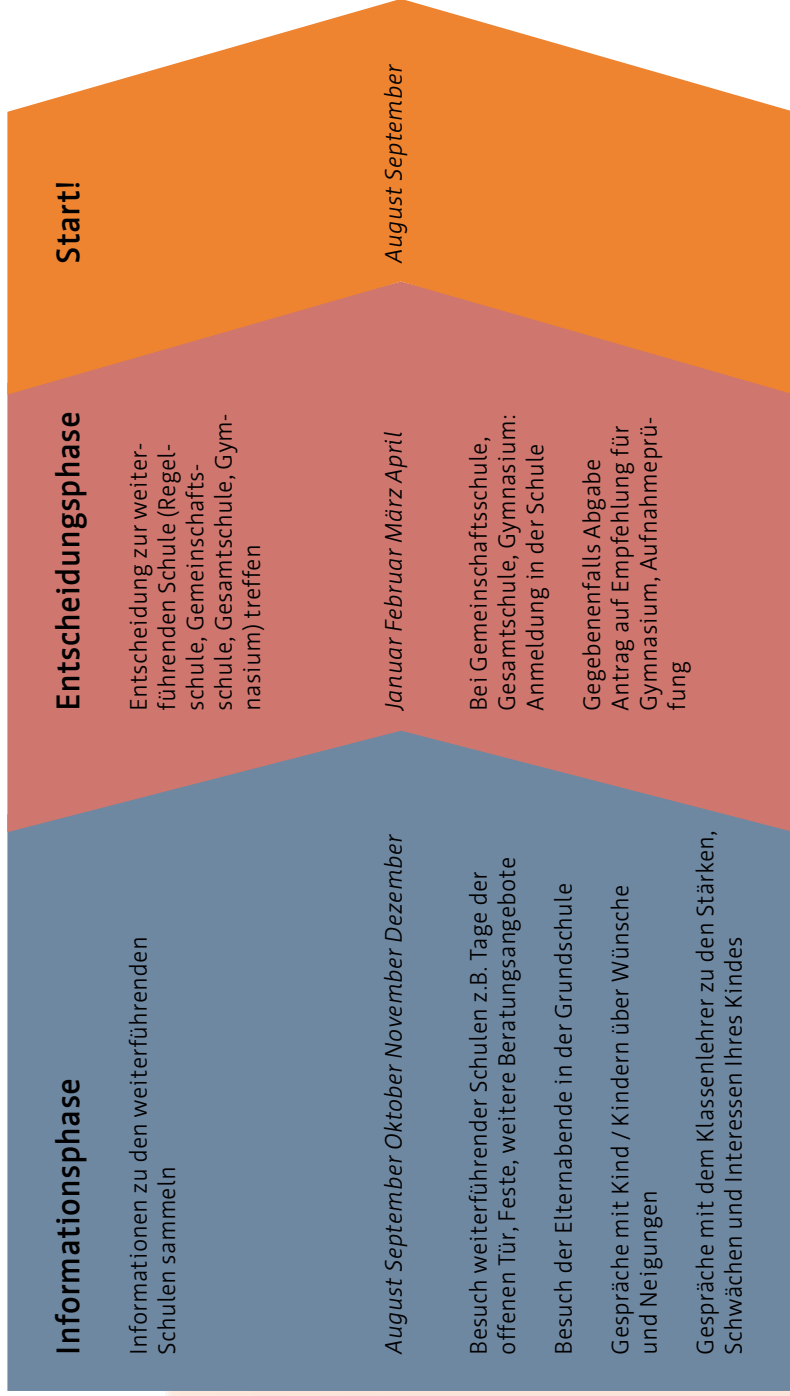 Informationsphase
Informationen zu den weiterführenden
Schulen sammeln
August September Oktober November Dezember
Besuch weiterführender Schulen z.B. Tage der
offenen Tür, Feste, weitere Beratungsangebote
Besuch der Elternabende in der Grundschule
Gespräche mit Kind / Kindern über Wünsche
und Neigungen
Gespräche mit dem Klassenlehrer zu den Stärken,
Schwächen und Interessen Ihres Kindes
Entscheidungsphase
Entscheidung zur weiter-
führenden Schule (Regel-
schule, Gemeinschafts-
schule, Gesamtschule, Gym-
nasium) treffen
Januar Februar März April
Bei Gemeinschaftsschule,
Gesamtschule, Gymnasium:
Anmeldung in der Schule
Gegebenenfalls Abgabe
Antrag auf Empfehlung für
Gymnasium, Aufnahmeprü-
fung
Start!
August September